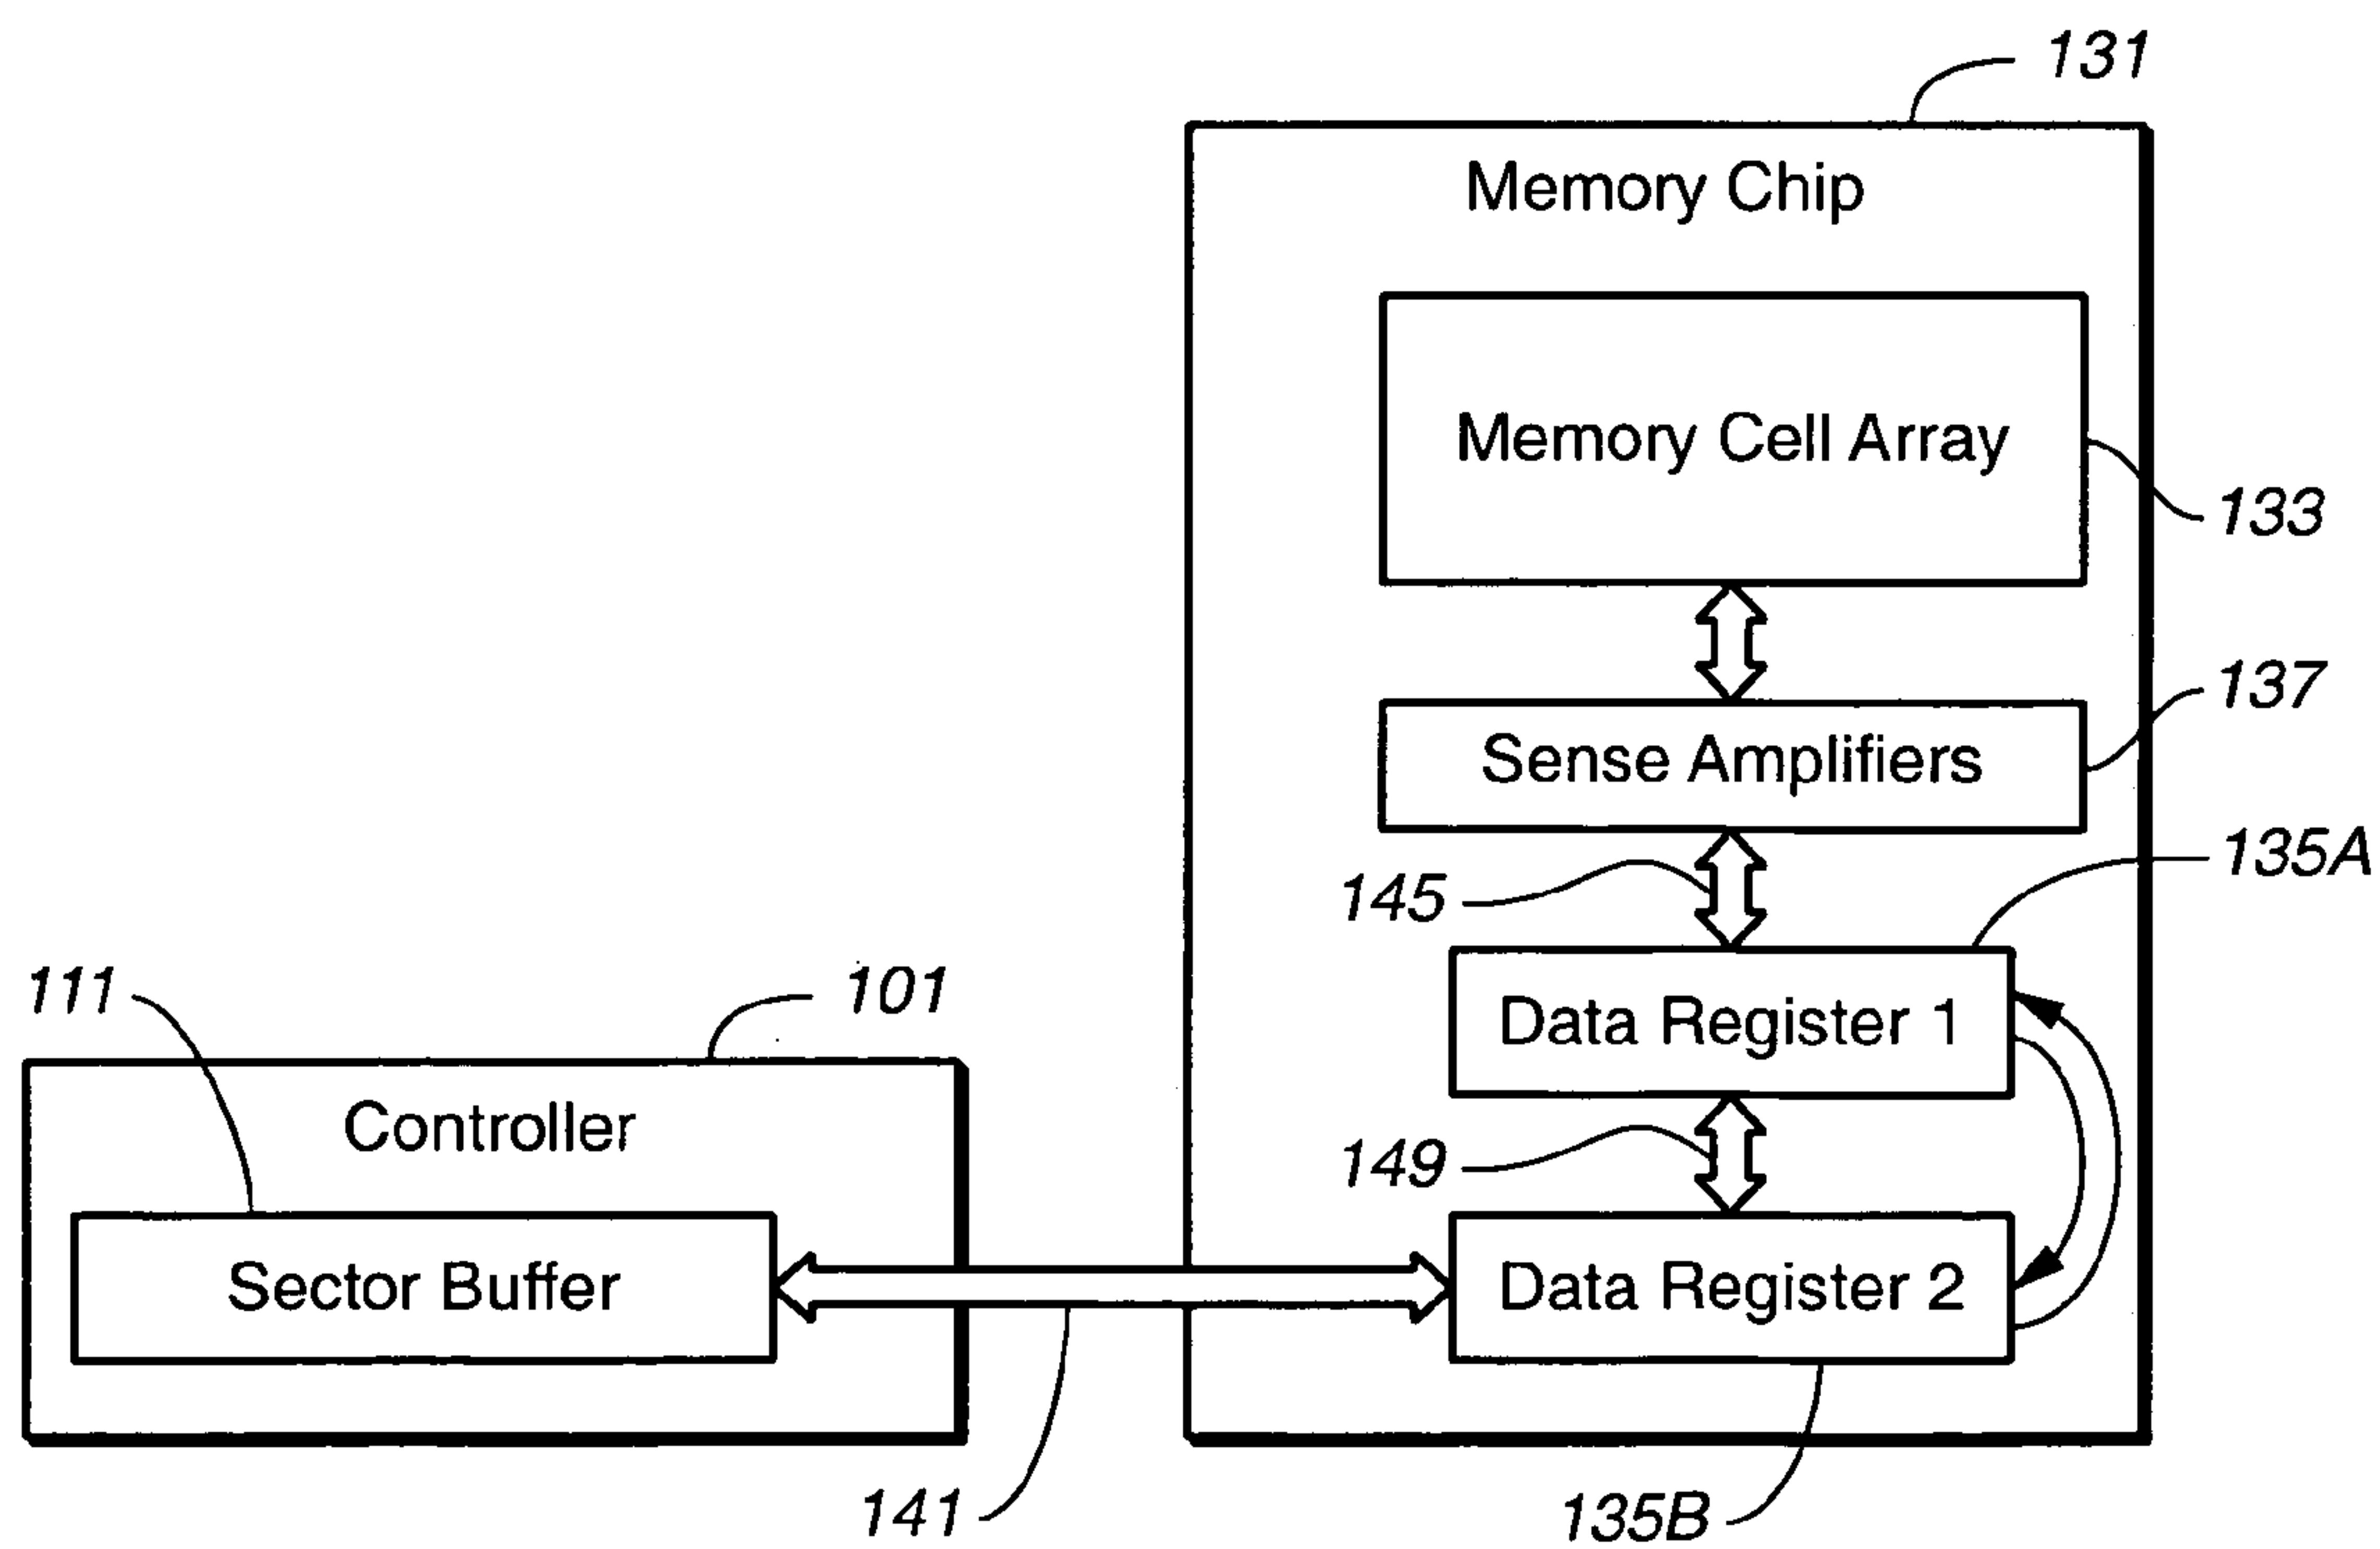 131
Memory Chip
Memory Cell Array
133
137
Sense Amplifiers
135A
145
111
101
Data Register 1
Controller
149
Sector Buffer
Data Register 2
141
135B